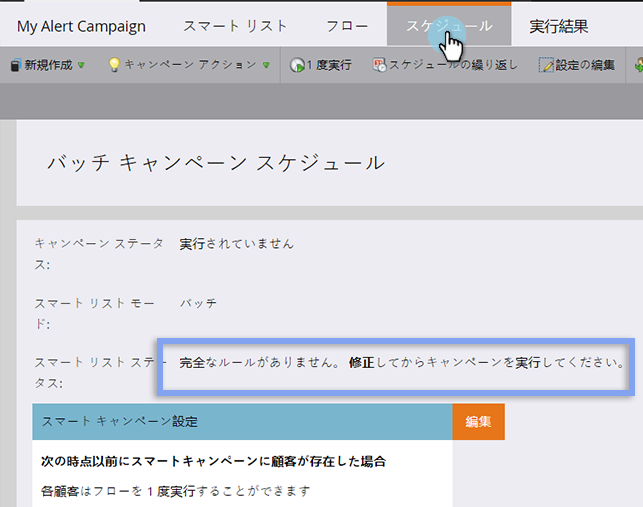 My Alert Campaign スマート リスト フロー スケジュール 実行結果
新規作成 キャンペーン アクション 1 度実行 スケジュールの繰り返し 設定の編集
バッチ キャンペーン スケジュール
キャンペーン ステータ 実行されていません
ス:
スマート リスト モー バッチ
ド:
スマート リスト ステー 完全なルールがありません。 修正してからキャンペーンを実行してください。
タス:
スマート キャンペーン設定 編集
次の時点以前にスマートキャンペーンに顧客が存在した場合
各顧客はフローを 1 度実行することができます